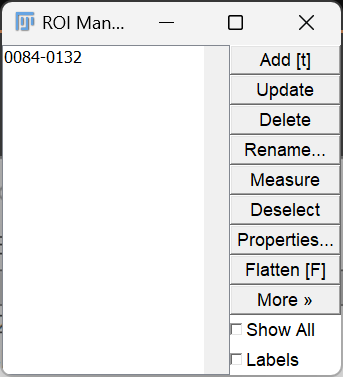 ROI Man...
0084-0132
Add [t]
Update
Delete
Rename...
Measure
Deselect
Properties...
Flatten [F]
More »
Show All
Labels